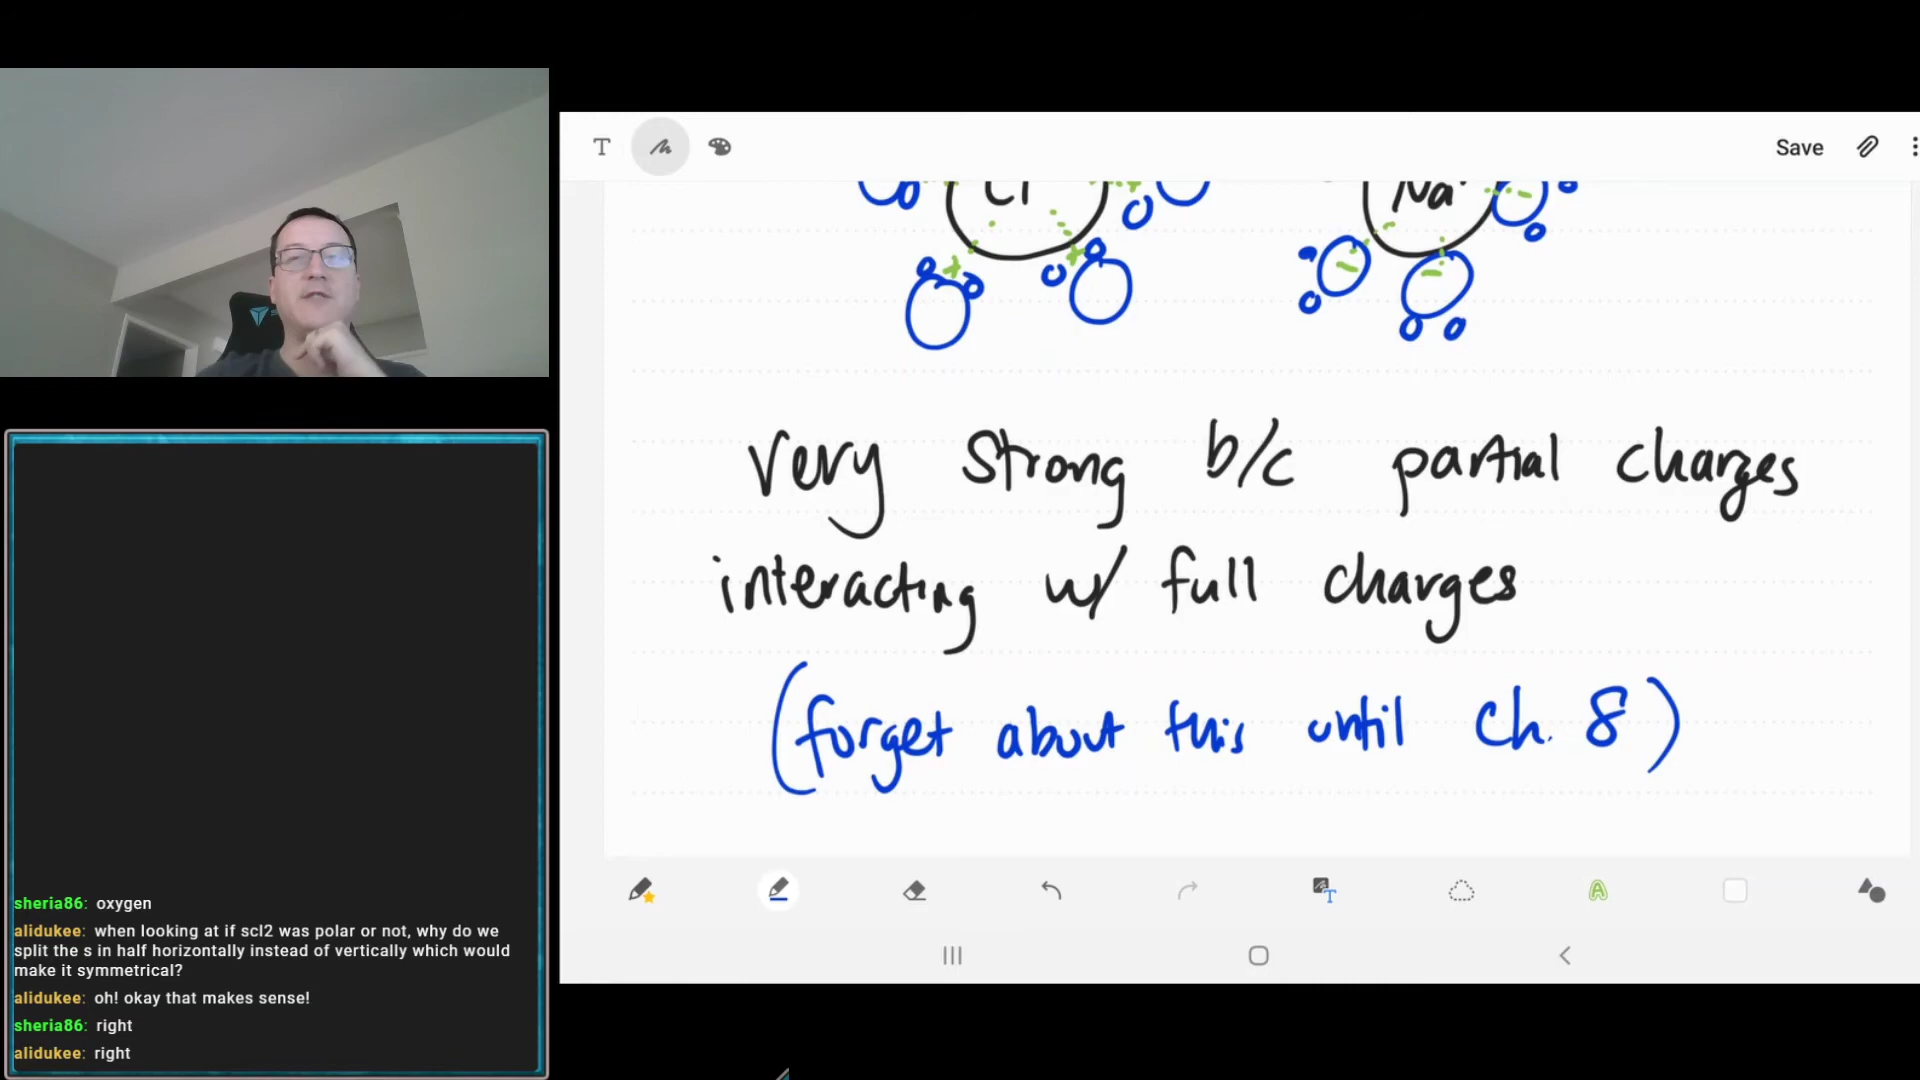 T
Save
Cl
Na+
very strong b/c partial charges
interacting w/ full charges
(forget about this until Ch. 8)
sheria86: oxygen
alidukee: when looking at if scl2 was polar or not, why do we
split the s in half horizontally instead of vertically which would
make it symmetrical?
alidukee: oh! okay that makes sense!
sheria86: right
alidukee: right